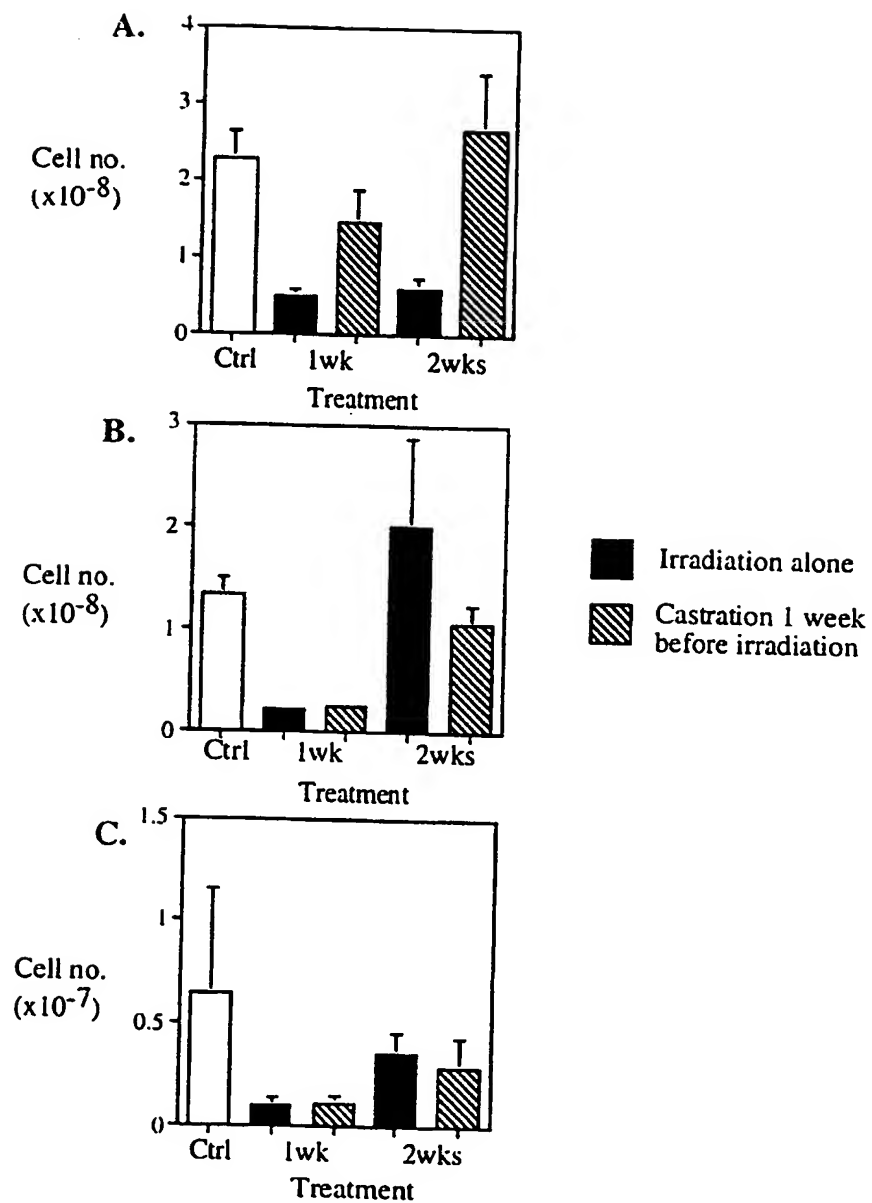 A.
4
3
2
1
0
Cell no.
(x10-8)
Ctrl 1wk 2wks
Treatment
B.
3
2
1
0
Cell no.
(x10-8)
Ctrl 1wk 2wks
Treatment
Irradiation alone
Castration 1 week
before irradiation
C.
1.5
1
0.5
0
Cell no.
(x10-7)
Ctrl 1wk 2wks
Treatment